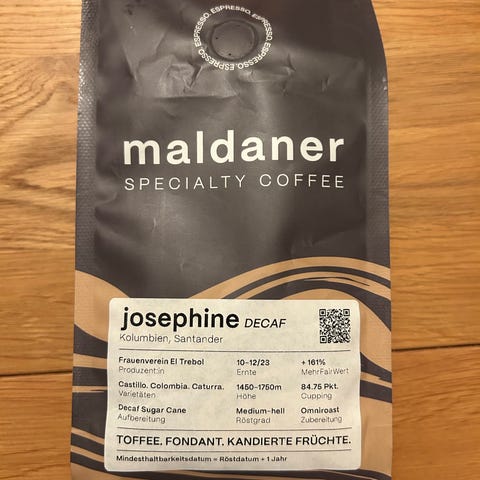 ESPRESSO. ESPRESSO. ESPRESSO. ESPRESSO. ESPRESSO.
maldaner
SPECIALTY COFFEE
josephine DECAF
Kolumbien, Santander
Frauenverein El Trebol 10-12/23 + 161%
Produzent:in Ernte MehrFairWert
Castillo. Colombia. Caturra. 1450-1750m 84.75 Pkt.
Varietäten Höhe Cupping
Decaf Sugar Cane Medium-hell Omniroast
Aufbereitung Röstgrad Zubereitung
TOFFEE. FONDANT. KANDIERTE FRÜCHTE.
Mindesthaltbarkeitsdatum = Röstdatum + 1 Jahr